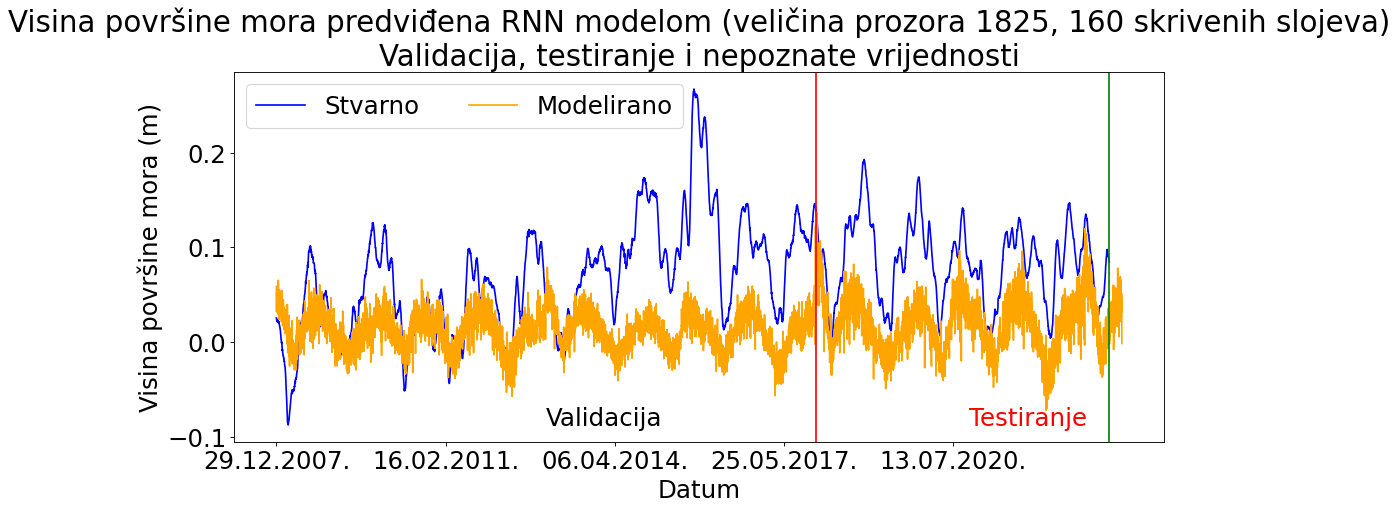 Visina površine mora predviđena RNN modelom (veličina prozora 1825, 160 skrivenih slojeva)
Validacija, testiranje i nepoznate vrijednosti
Stvarno
Modelirano
Visina površine mora (m)
0.2
0.1
0.0
−0.1
Validacija
Testiranje
29.12.2007.
16.02.2011.
06.04.2014.
25.05.2017.
13.07.2020.
Datum